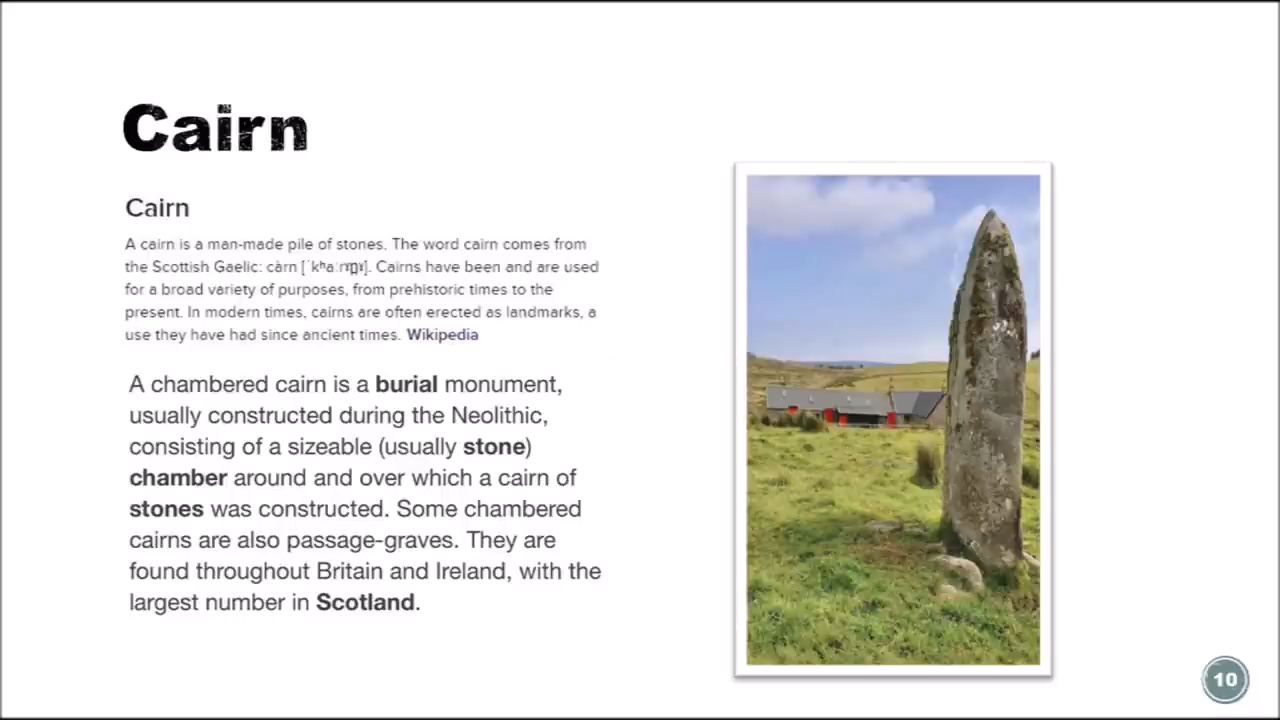 Cairn
Cairn
A cairn is a man-made pile of stones. The word cairn comes from
the Scottish Gaelic: càrn. Cairns have been and are used
for a broad variety of purposes, from prehistoric times to the
present. In modern times, cairns are often erected as landmarks, a
use they have had since ancient times. Wikipedia
A chambered cairn is a burial monument,
usually constructed during the Neolithic,
consisting of a sizeable (usually stone)
chamber around and over which a cairn of
stones was constructed. Some chambered
cairns are also passage-graves. They are
found throughout Britain and Ireland, with the
largest number in Scotland.
10